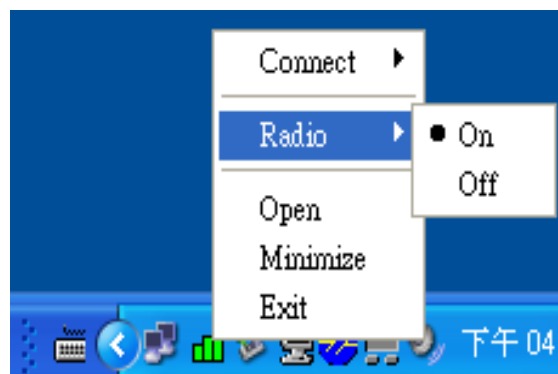 Connect
Radio
On
Off
Open
Minimize
Exit
下午 04